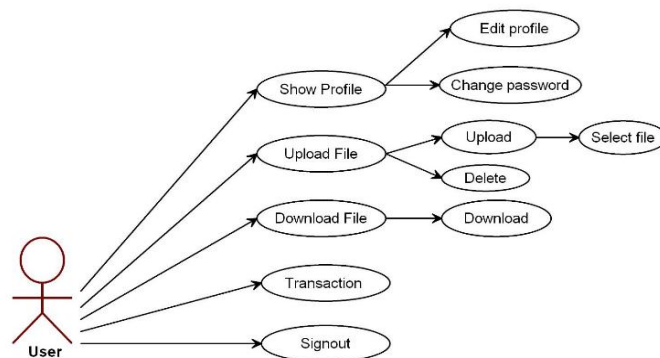 Edit profile
Show Profile
Change password
Upload File
Upload
Select file
Delete
Download File
Download
Transaction
Signout
User